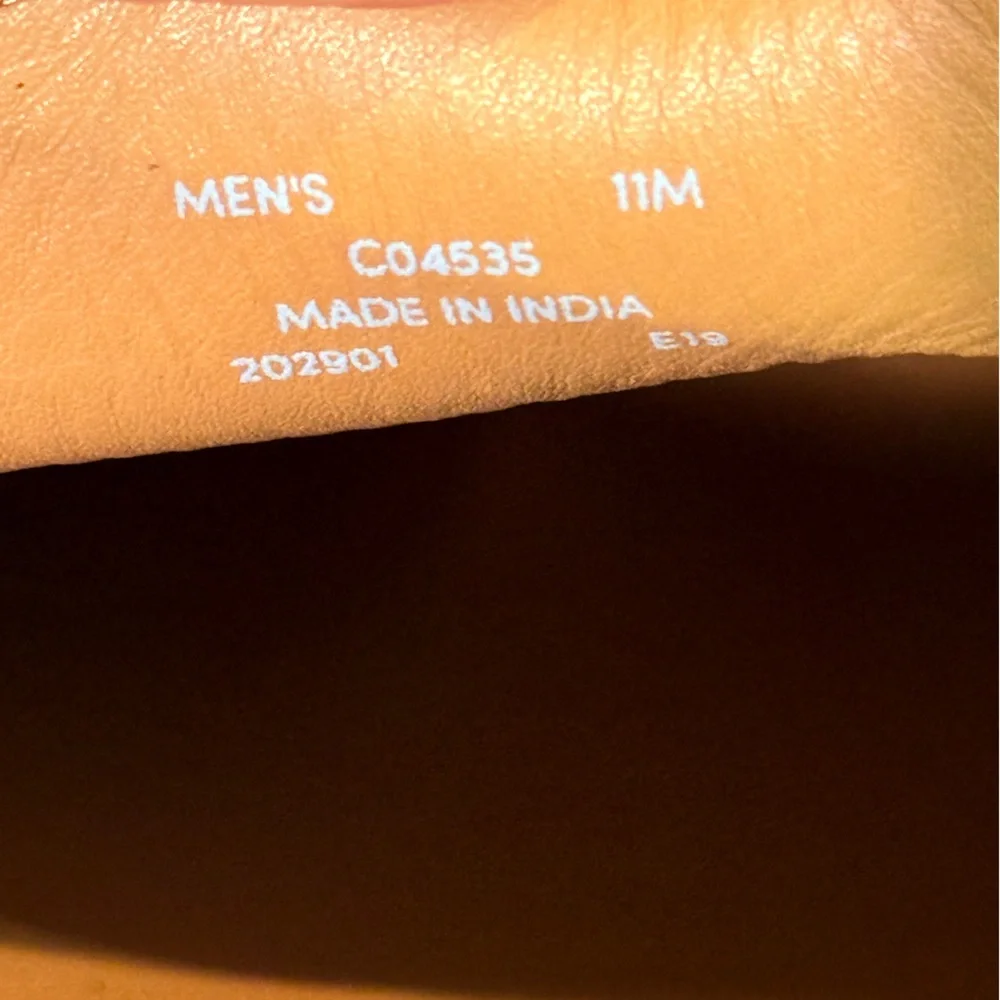 MEN'S 11M
C04535
MADE IN INDIA
202901 E19